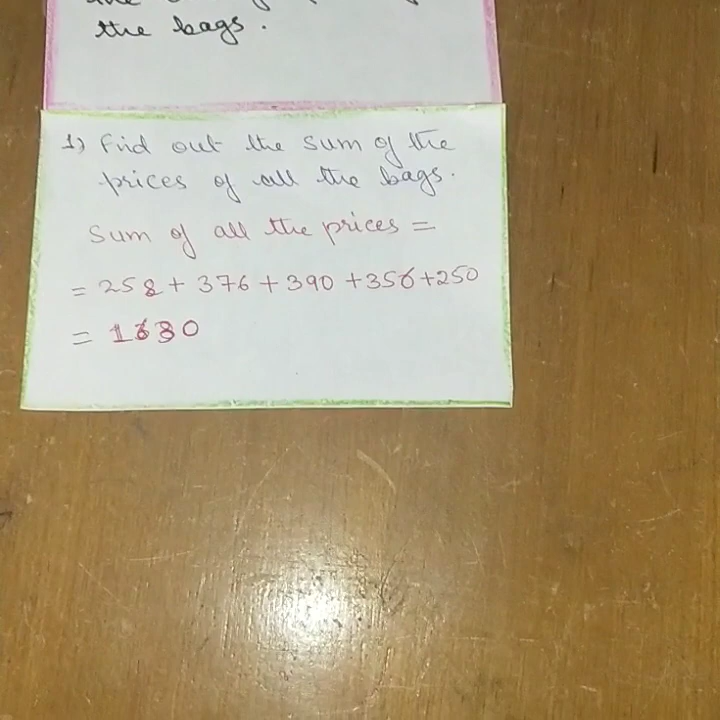 the bags.
1) Find out the sum of the
prices of all the bags.
Sum of all the prices =
= 258 + 376 + 390 + 356 + 250
= 1630